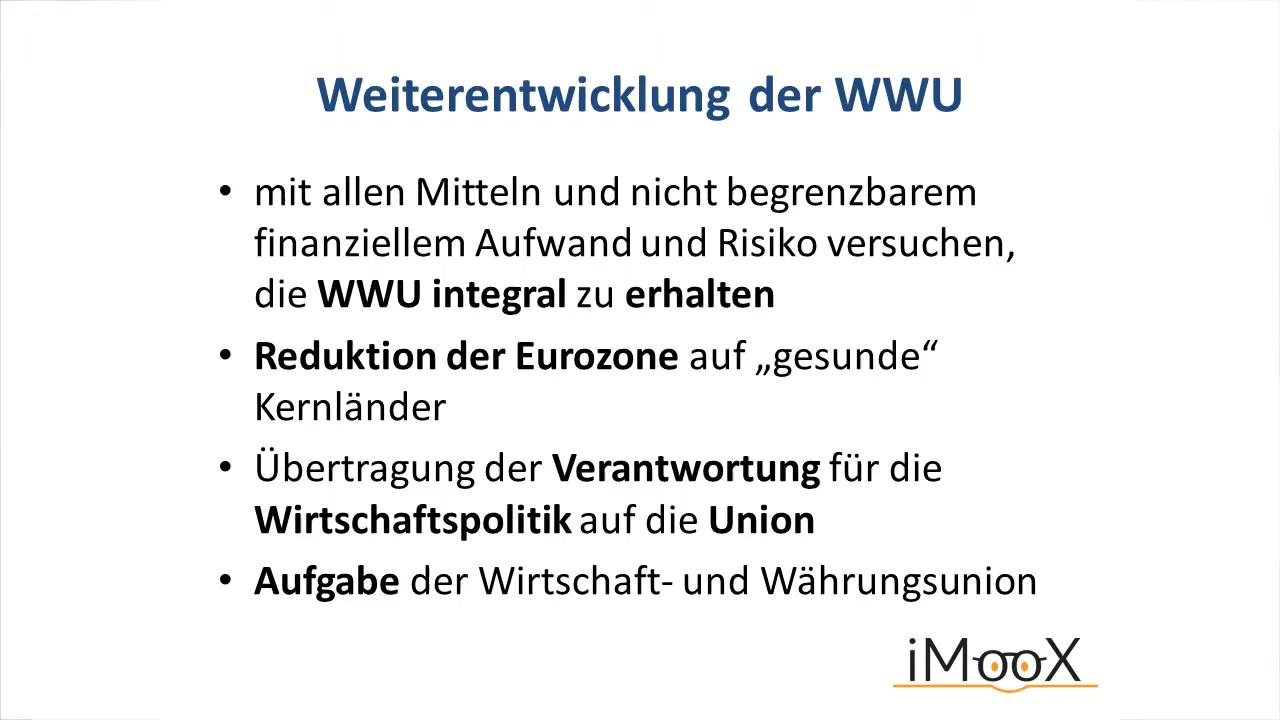 Weiterentwicklung der WWU
• mit allen Mitteln und nicht begrenzbarem
finanziellem Aufwand und Risiko versuchen,
die WWU integral zu erhalten
• Reduktion der Eurozone auf „gesunde“
Kernländer
• Übertragung der Verantwortung für die
Wirtschaftspolitik auf die Union
• Aufgabe der Wirtschaft- und Währungsunion
iMooX